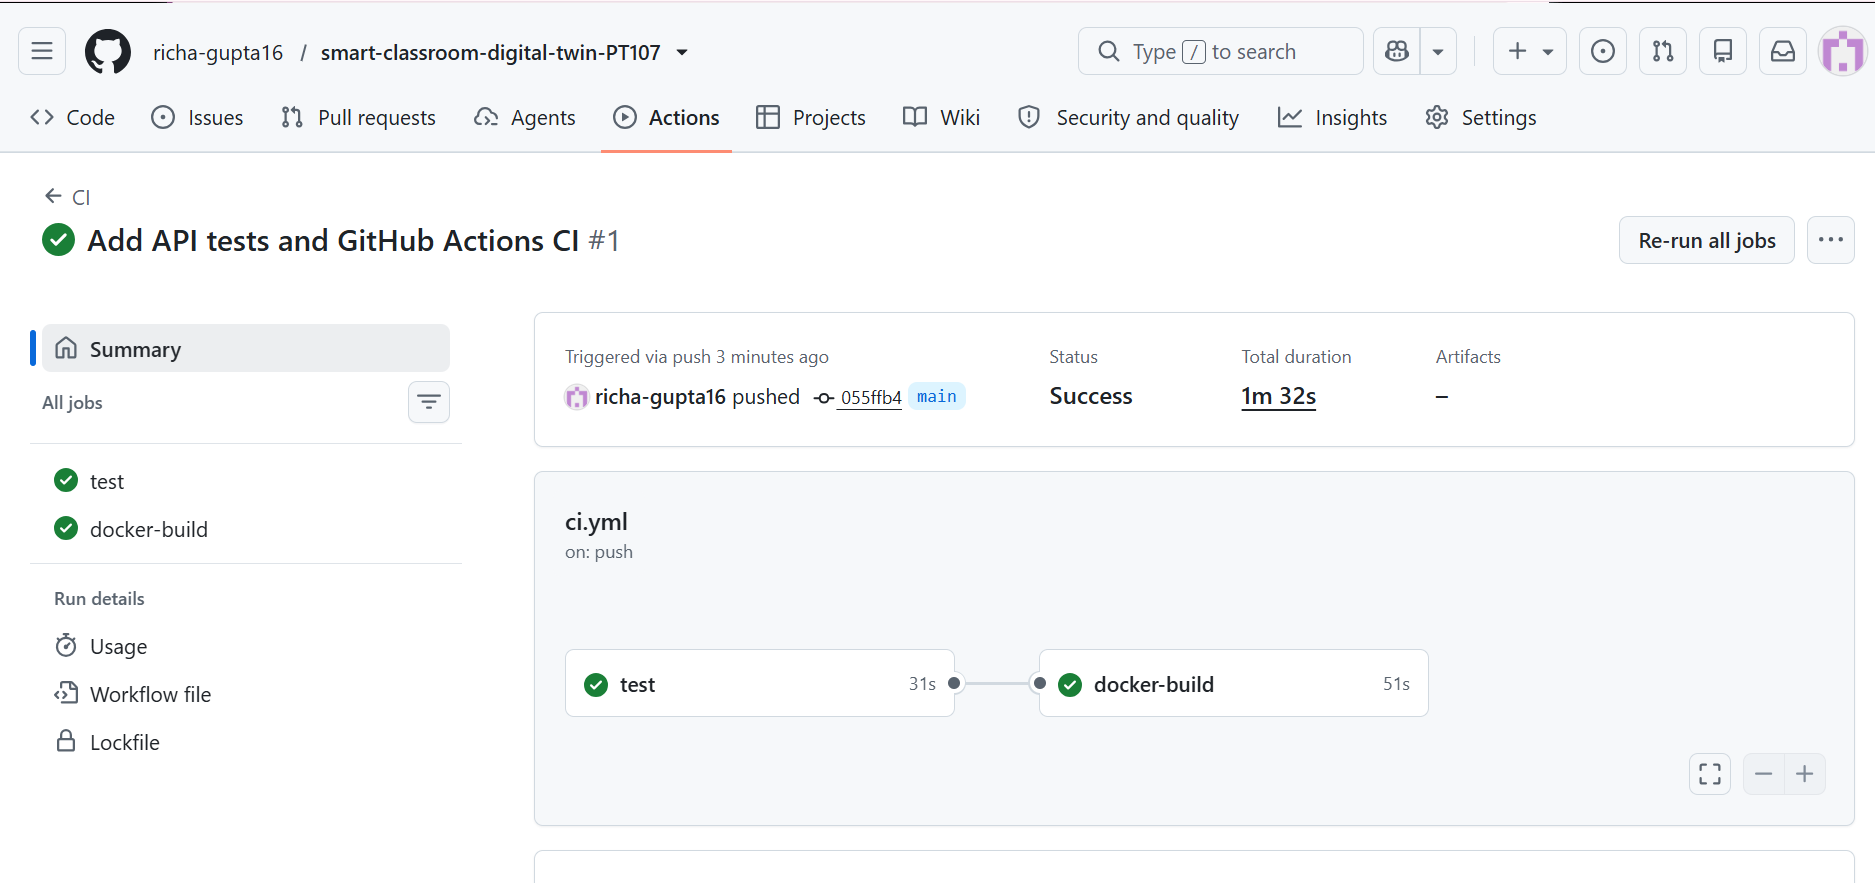 richa-gupta16 / smart-classroom-digital-twin-PT107
Type / to search
Code Issues Pull requests Agents Actions Projects Wiki Security and quality Insights Settings
CI
Add API tests and GitHub Actions CI #1
Re-run all jobs
Summary
All jobs
test
docker-build
Run details
Usage
Workflow file
Lockfile
Triggered via push 3 minutes ago
richa-gupta16 pushed 055ffb4 main
Status
Success
Total duration
1m 32s
Artifacts
–
ci.yml
on: push
test 31s
docker-build 51s